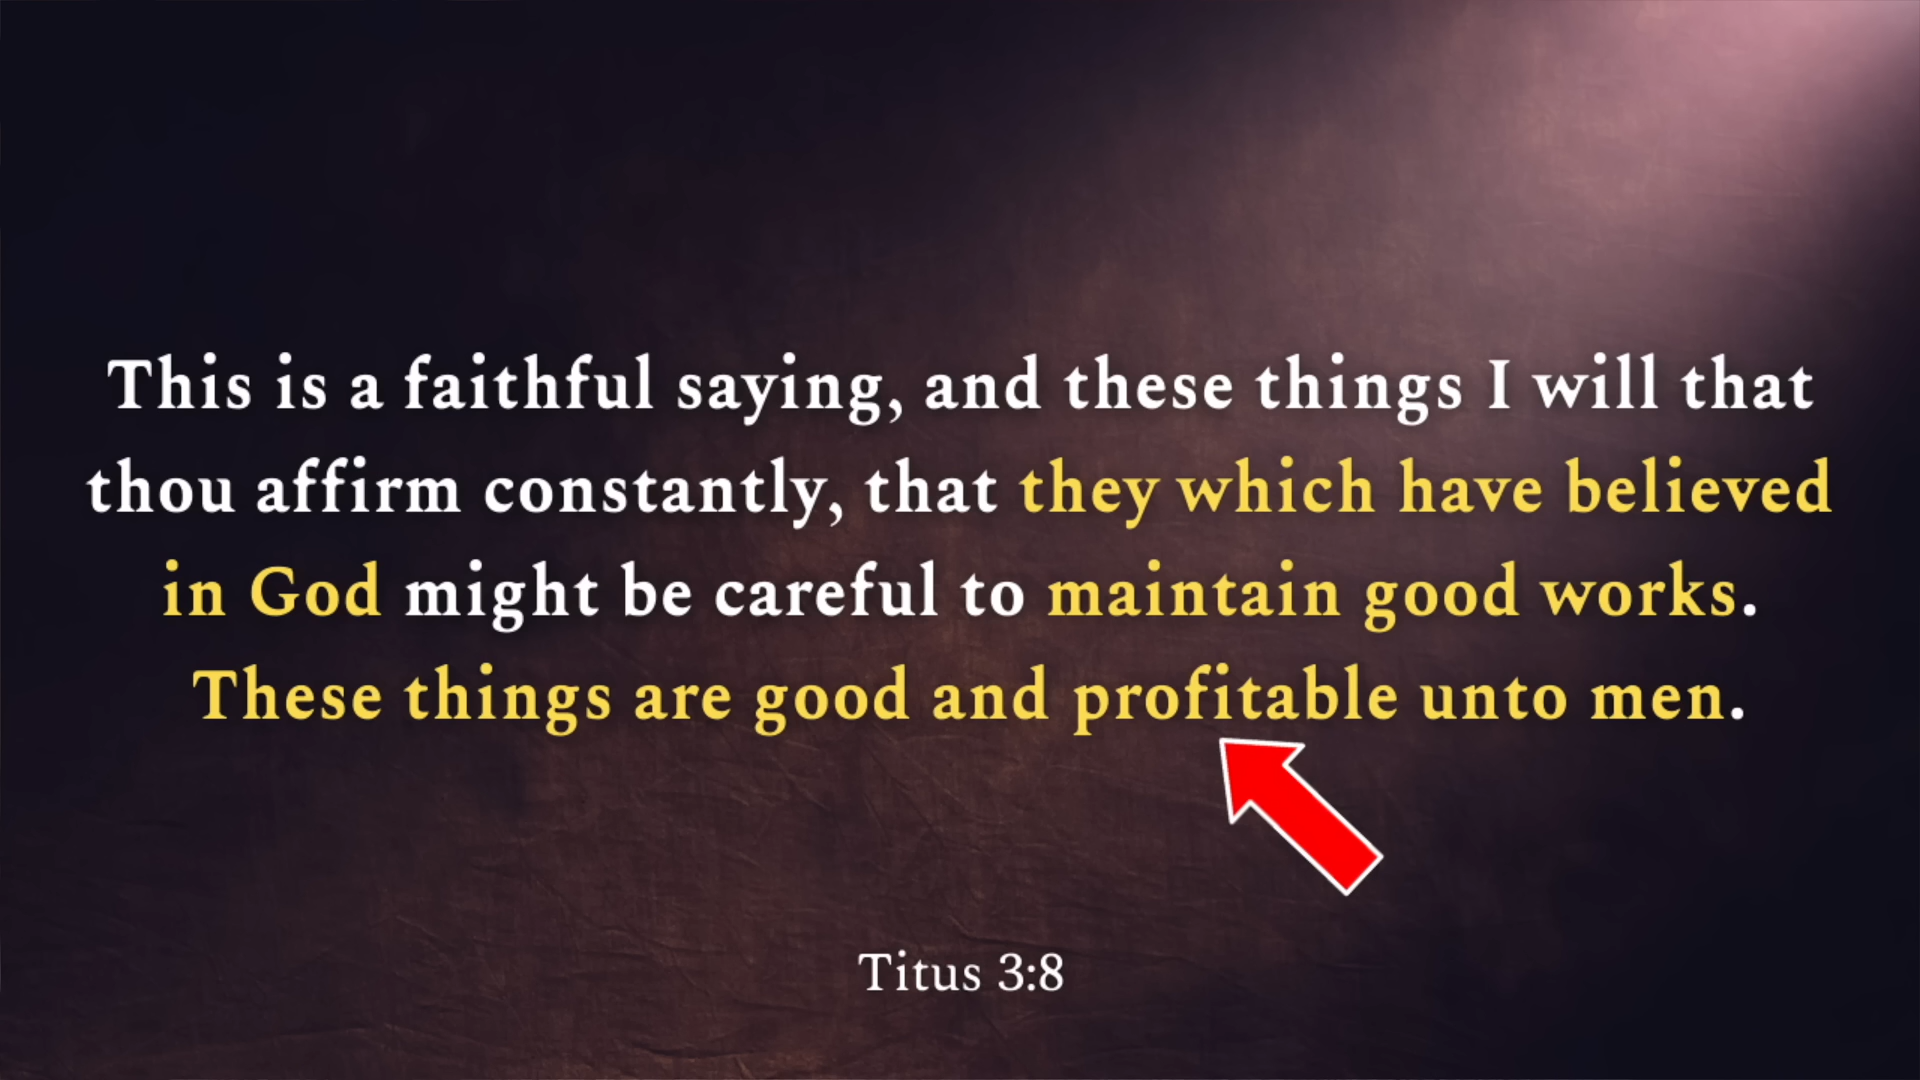 This is a faithful saying, and these things I will that
thou affirm constantly, that they which have believed
in God might be careful to maintain good works.
These things are good and profitable unto men.
Titus 3:8